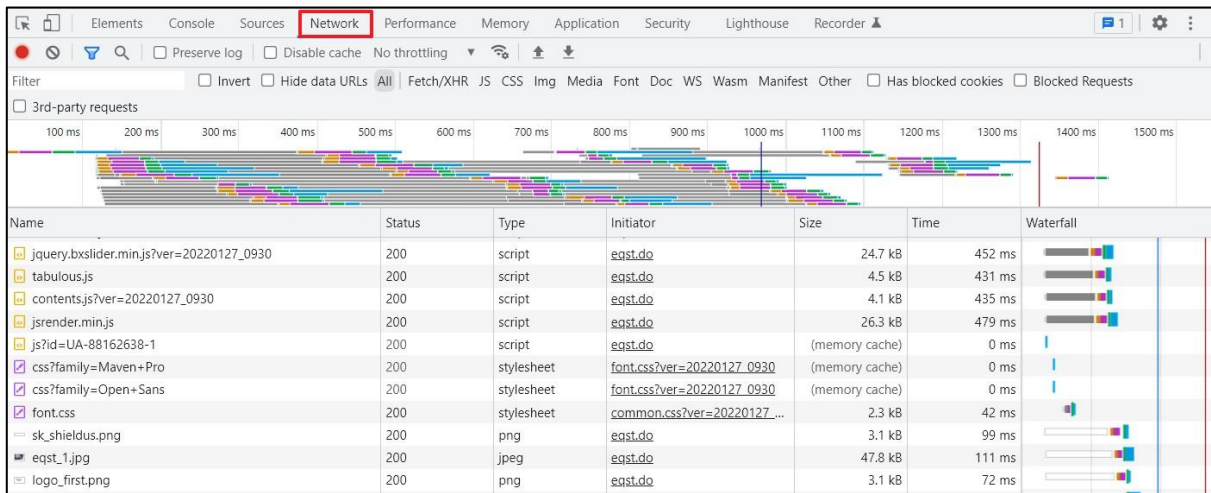 Elements Console Sources Network Performance Memory Application Security Lighthouse Recorder 1
Preserve log Disable cache No throttling
Filter Invert Hide data URLs All Fetch/XHR JS CSS Img Media Font Doc WS Wasm Manifest Other Has blocked cookies Blocked Requests
3rd-party requests
100 ms 200 ms 300 ms 400 ms 500 ms 600 ms 700 ms 800 ms 900 ms 1000 ms 1100 ms 1200 ms 1300 ms 1400 ms 1500 ms
Name Status Type Initiator Size Time Waterfall
jquery.bxslider.min.js?ver=20220127_0930 200 script eqst.do 24.7 kB 452 ms
tabulous.js 200 script eqst.do 4.5 kB 431 ms
contents.js?ver=20220127_0930 200 script eqst.do 4.1 kB 435 ms
jsrender.min.js 200 script eqst.do 26.3 kB 479 ms
js?id=UA-88162638-1 200 script eqst.do (memory cache) 0 ms
css?family=Maven+Pro 200 stylesheet font.css?ver=20220127_0930 (memory cache) 0 ms
css?family=Open+Sans 200 stylesheet font.css?ver=20220127_0930 (memory cache) 0 ms
font.css 200 stylesheet common.css?ver=20220127_... 2.3 kB 42 ms
sk_shieldus.png 200 png eqst.do 3.1 kB 99 ms
eqst_1.jpg 200 jpeg eqst.do 47.8 kB 111 ms
logo_first.png 200 png eqst.do 3.1 kB 72 ms